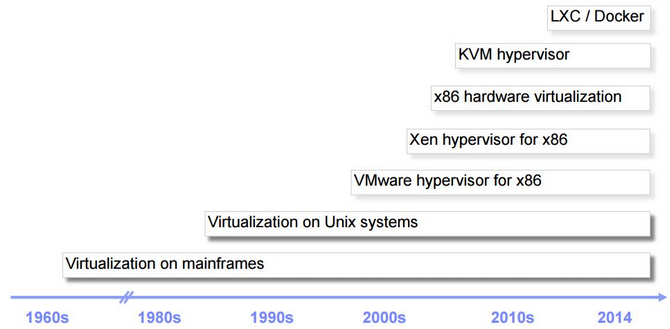 LXC / Docker
KVM hypervisor
x86 hardware virtualization
Xen hypervisor for x86
VMware hypervisor for x86
Virtualization on Unix systems
Virtualization on mainframes
1960s 1980s 1990s 2000s 2010s 2014